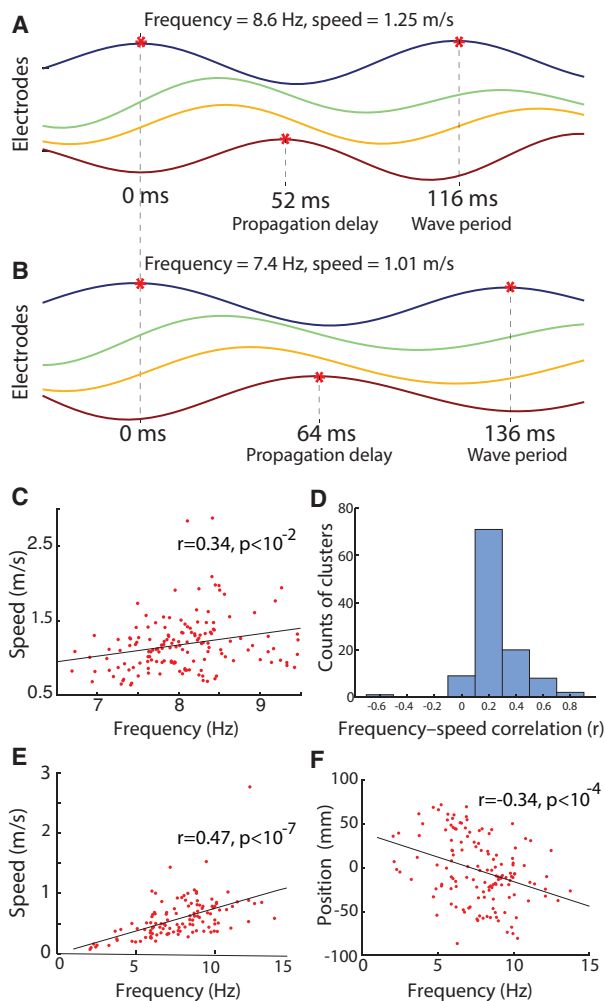 A
Frequency = 8.6 Hz, speed = 1.25 m/s
Electrodes
0 ms
52 ms
116 ms
Propagation delay
Wave period
B
Frequency = 7.4 Hz, speed = 1.01 m/s
Electrodes
0 ms
64 ms
136 ms
Propagation delay
Wave period
C
r=0.34, p<10^-2
Speed (m/s)
2.5
1.5
0.5
7 8 9
Frequency (Hz)
D
Counts of clusters
80
60
40
20
0
-0.6 -0.4 -0.2 0 0.2 0.4 0.6 0.8
Frequency–speed correlation (r)
E
r=0.47, p<10^-7
Speed (m/s)
3
2
1
0
0 5 10 15
Frequency (Hz)
F
r=-0.34, p<10^-4
Position (mm)
100
50
0
-50
-100
0 5 10 15
Frequency (Hz)